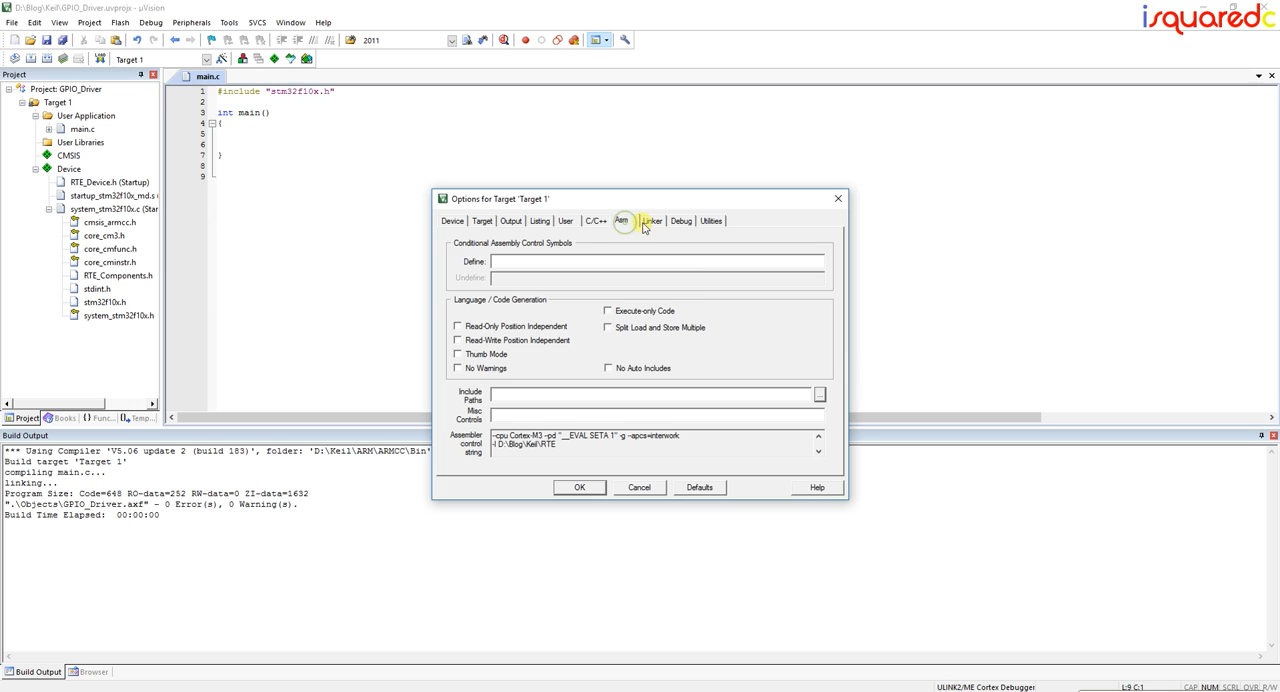 D:\Blog\Keil\GPIO_Driver.uvprojx - µVision
isquaredc
File Edit View Project Flash Debug Peripherals Tools SVCS Window Help
2011
Target 1
Project
main.c
Project: GPIO_Driver
Target 1
User Application
main.c
User Libraries
CMSIS
Device
RTE_Device.h (Startup)
startup_stm32f10x_md.s
system_stm32f10x.c (Star
cmsis_armcc.h
core_cm3.h
core_cmfunc.h
core_cminstr.h
RTE_Components.h
stdint.h
stm32f10x.h
system_stm32f10x.h
1 #include "stm32f10x.h"
2
3 int main()
4 {
5
6
7 }
8
9
Options for Target 'Target 1'
Device Target Output Listing User C/C++ Asm Linker Debug Utilities
Conditional Assembly Control Symbols
Define:
Undefine:
Language / Code Generation
Execute-only Code
Read-Only Position Independent
Split Load and Store Multiple
Read-Write Position Independent
Thumb Mode
No Warnings
No Auto Includes
Include
Paths
...
Misc
Controls
Assembler
control
string
--cpu Cortex-M3 --pd "__EVAL SETA 1" -g --apcs=interwork
-I D:\Blog\Keil\RTE
OK Cancel Defaults Help
Project Books {} Func... Temp...
Build Output
*** Using Compiler 'V5.06 update 2 (build 183)', folder: 'D:\Keil\ARM\ARMCC\Bin'
Build target 'Target 1'
compiling main.c...
linking...
Program Size: Code=648 RO-data=252 RW-data=0 ZI-data=1632
".\Objects\GPIO_Driver.axf" - 0 Error(s), 0 Warning(s).
Build Time Elapsed: 00:00:00
Build Output Browser
ULINK2/ME Cortex Debugger L:9 C:1 CAP NUM SCRL OVR R/W